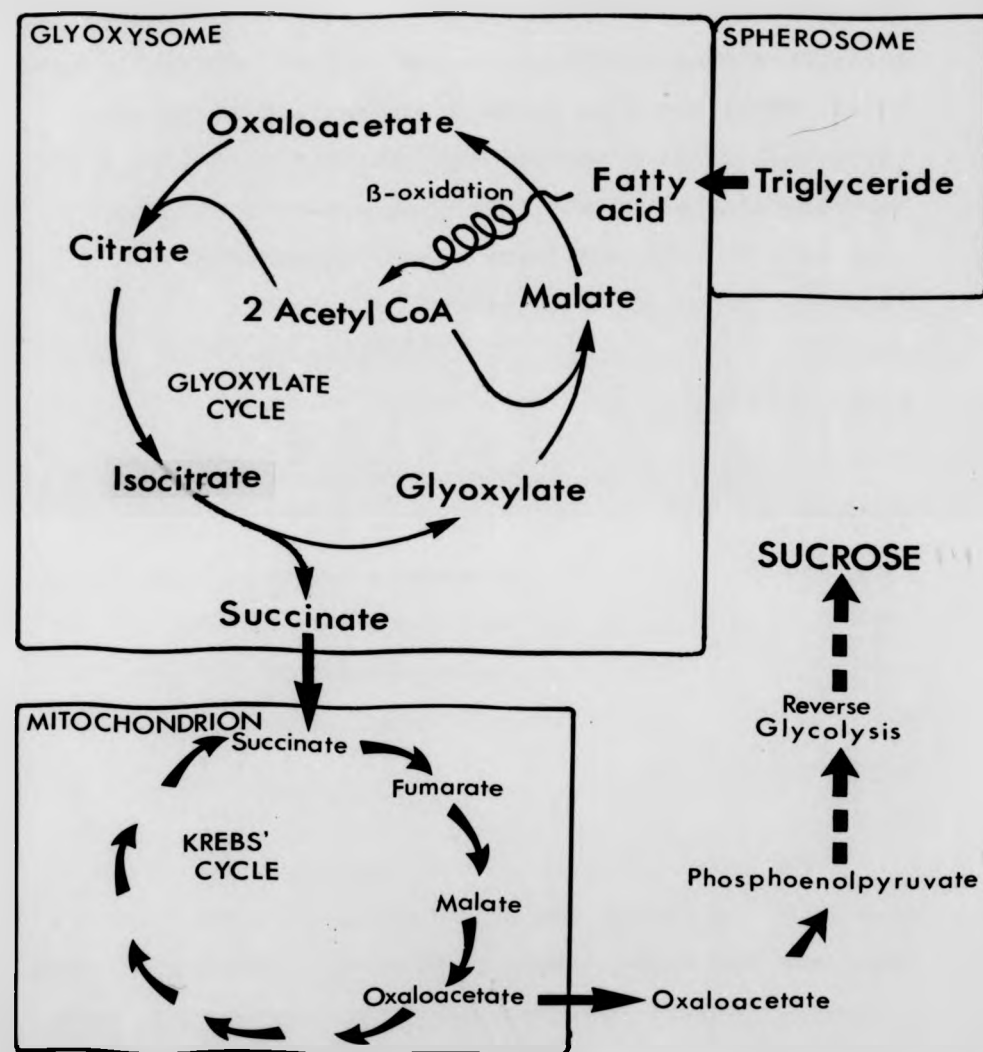 GLYOXYSOME
SPHEROSOME
Oxaloacetate
ß-oxidation
Fatty
acid
Triglyceride
Citrate
2 Acetyl CoA
Malate
GLYOXYLATE
CYCLE
Isocitrate
Glyoxylate
Succinate
SUCROSE
Reverse
Glycolysis
Phosphoenolpyruvate
MITOCHONDRION
Succinate
Fumarate
KREBS'
CYCLE
Malate
Oxaloacetate
Oxaloacetate